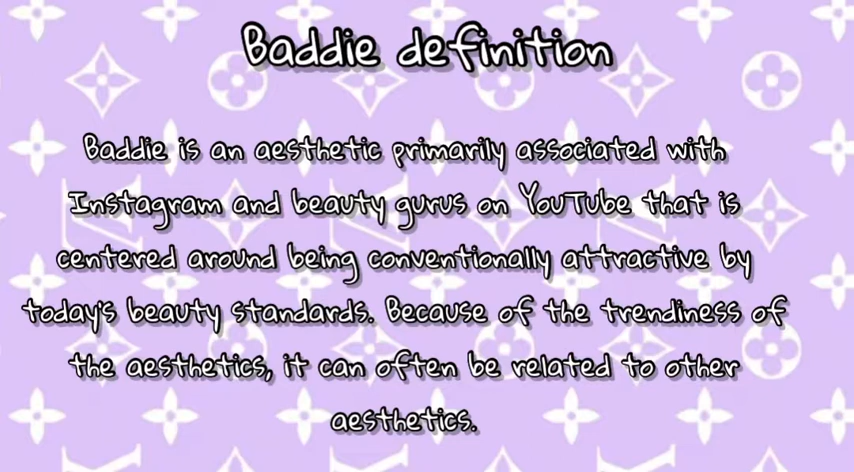 Baddie definition
Baddie is an aesthetic primarily associated with
Instagram and beauty gurus on YouTube that is
centered around being conventionally attractive by
today's beauty standards. Because of the trendiness of
the aesthetics, it can often be related to other
aesthetics.